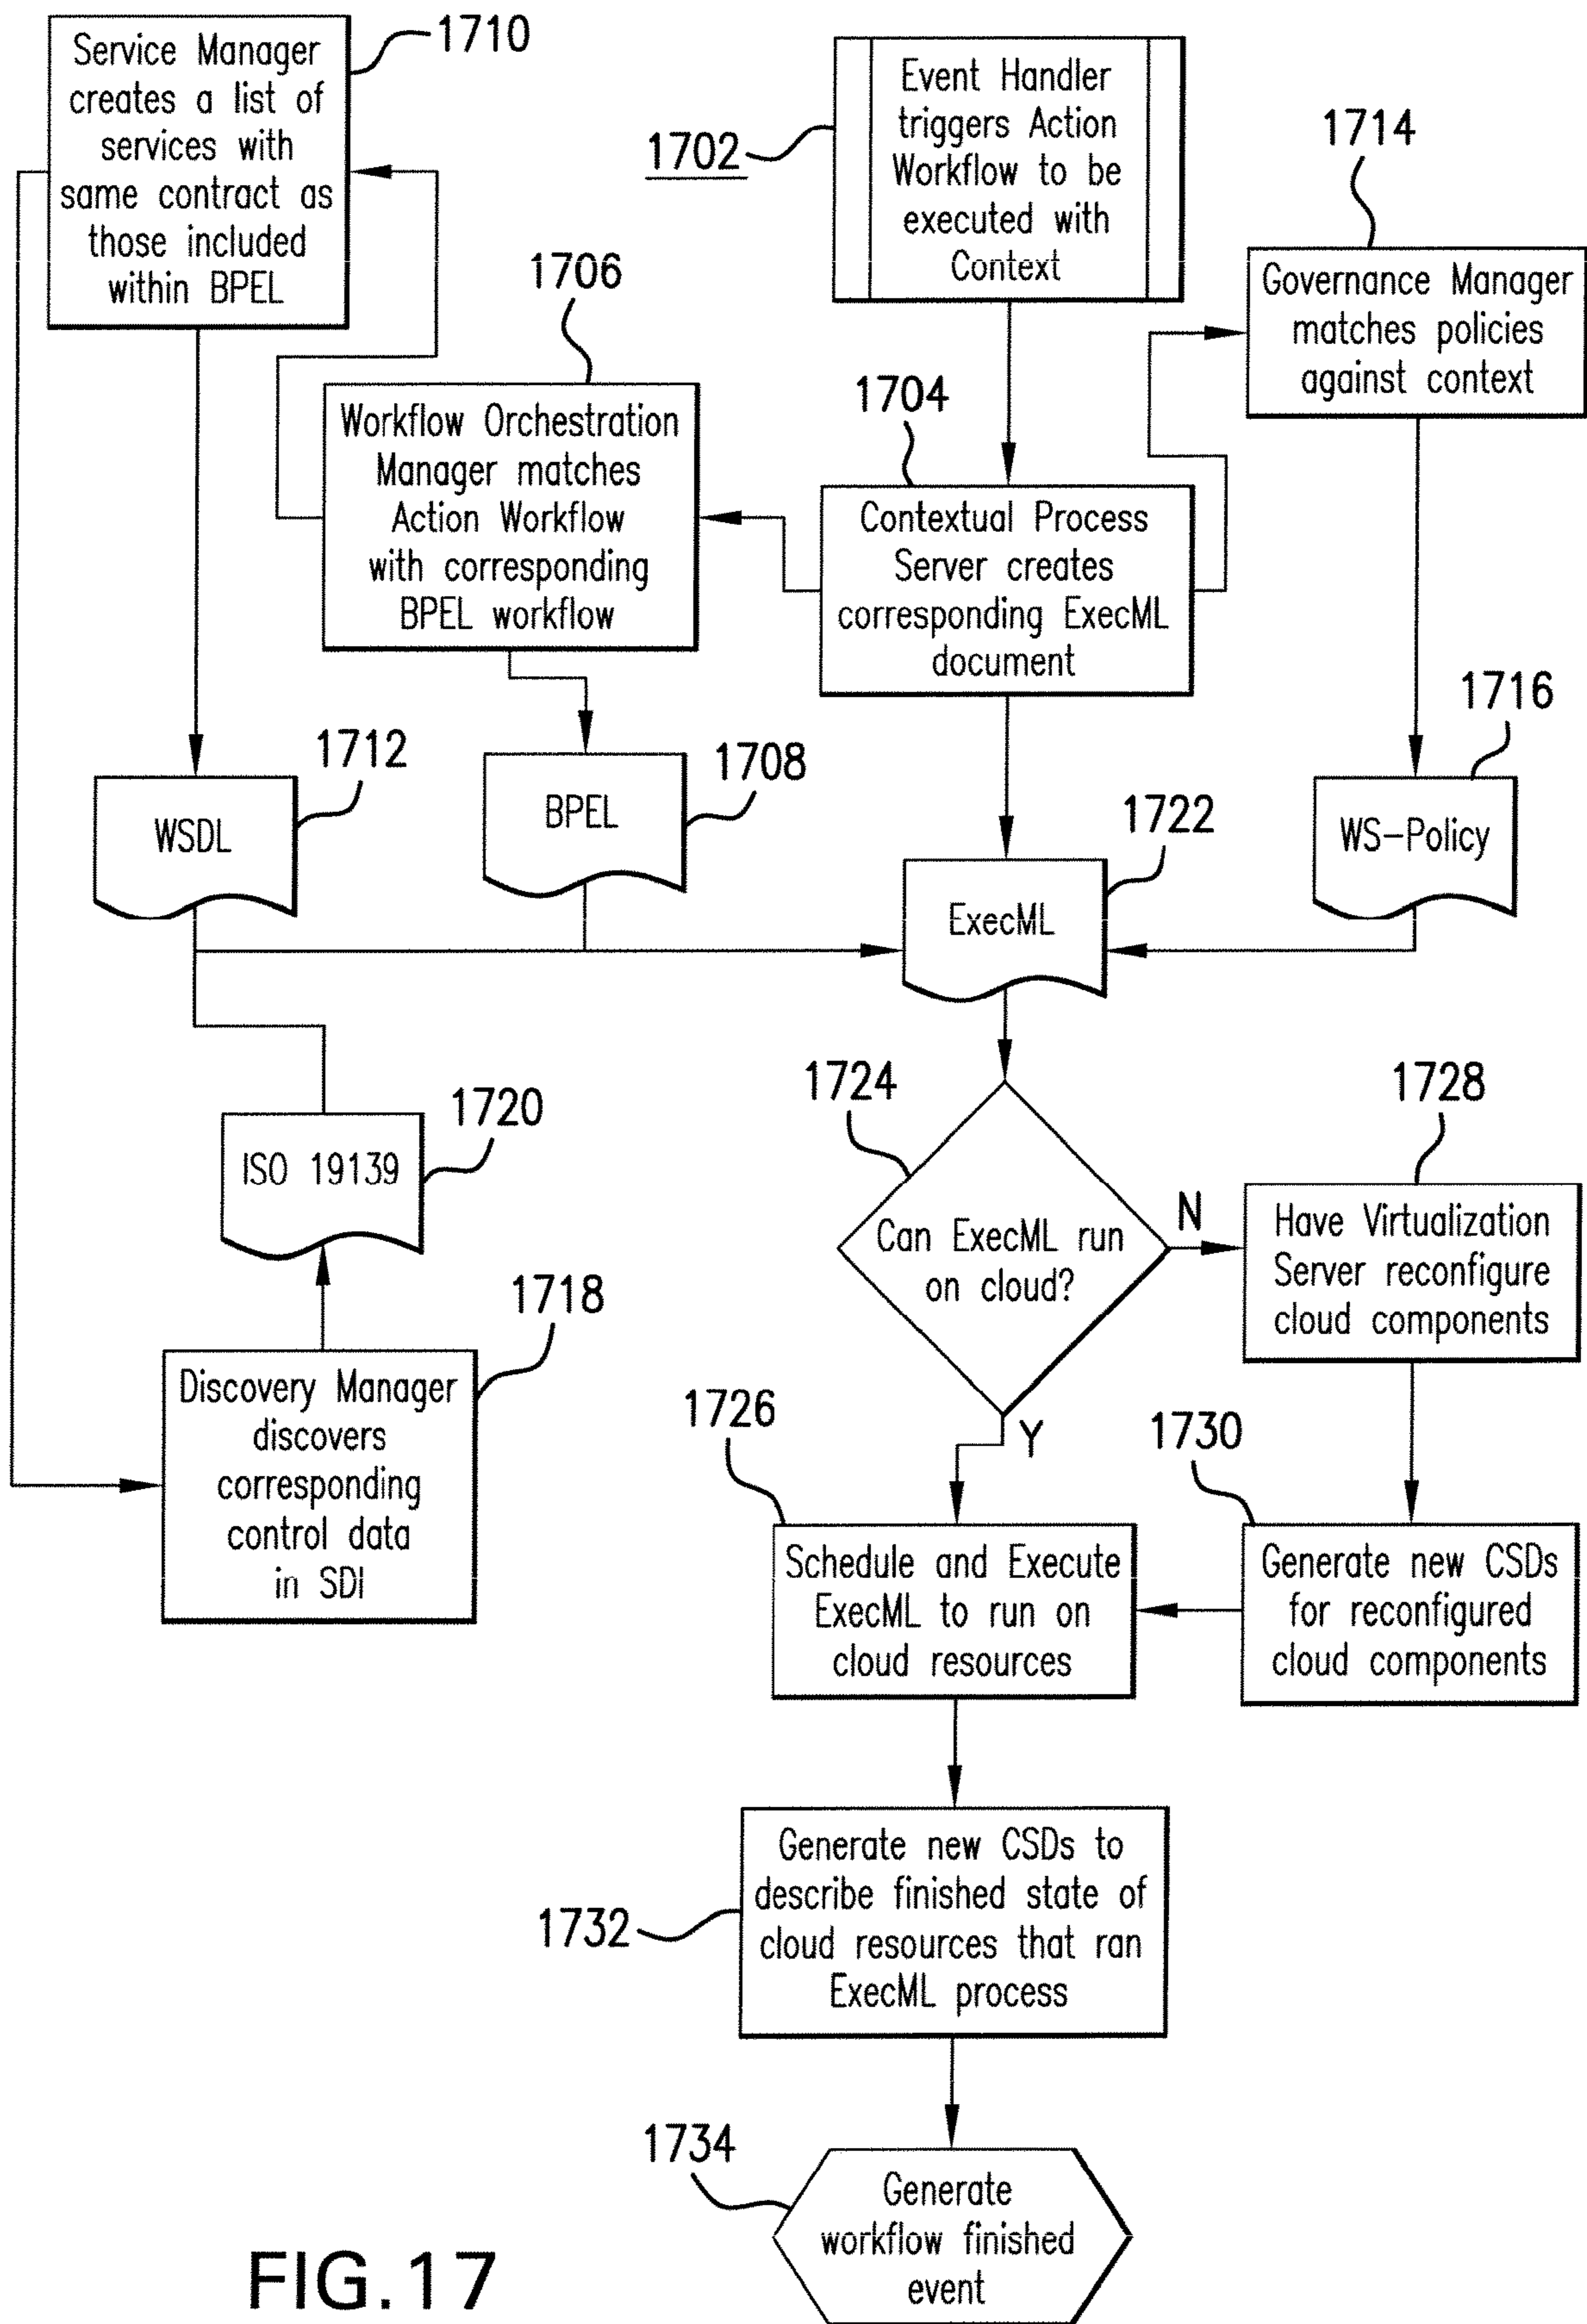 1710
Service Manager
creates a list of
services with
same contract as
those included
within BPEL
1702
Event Handler
triggers Action
Workflow to be
executed with
Context
1714
Governance Manager
matches policies
against context
1706
Workflow Orchestration
Manager matches
Action Workflow
with corresponding
BPEL workflow
1704
Contextual Process
Server creates
corresponding ExecML
document
1712
WSDL
1708
BPEL
1722
ExecML
1716
WS-Policy
1720
ISO 19139
1718
Discovery Manager
discovers
corresponding
control data
in SDI
1724
Can ExecML run
on cloud?
N
Y
1728
Have Virtualization
Server reconfigure
cloud components
1726
Schedule and Execute
ExecML to run on
cloud resources
1730
Generate new CSDs
for reconfigured
cloud components
1732
Generate new CSDs to
describe finished state of
cloud resources that ran
ExecML process
1734
Generate
workflow finished
event
FIG.17